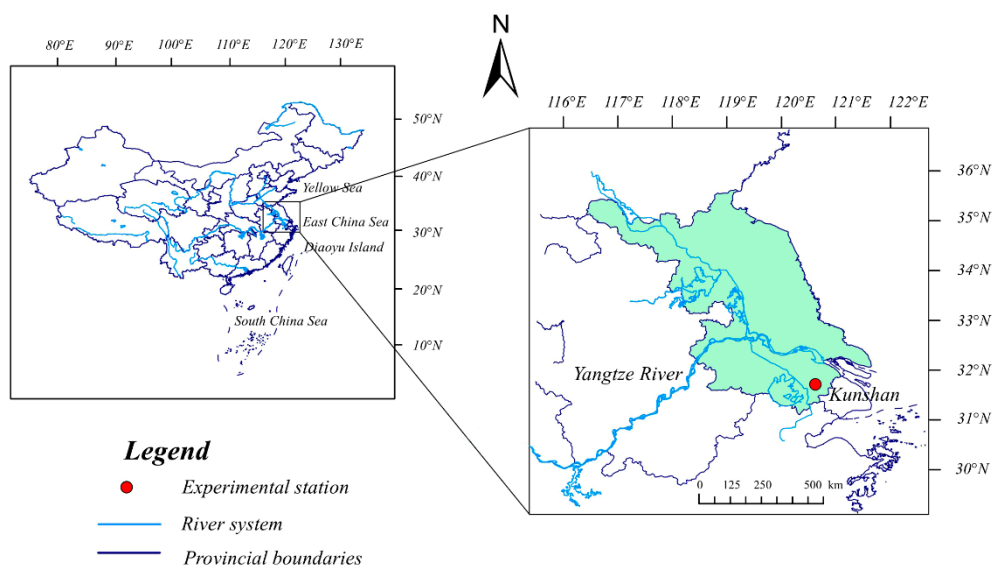 N
80°E 90°E 100°E 110°E 120°E 130°E
50°N
40°N
30°N
20°N
10°N
Yellow Sea
East China Sea
Diaoyu Island
South China Sea
116°E 117°E 118°E 119°E 120°E 121°E 122°E
36°N
35°N
34°N
33°N
32°N
31°N
30°N
Yangtze River
Kunshan
0 125 250 500 km
Legend
Experimental station
River system
Provincial boundaries